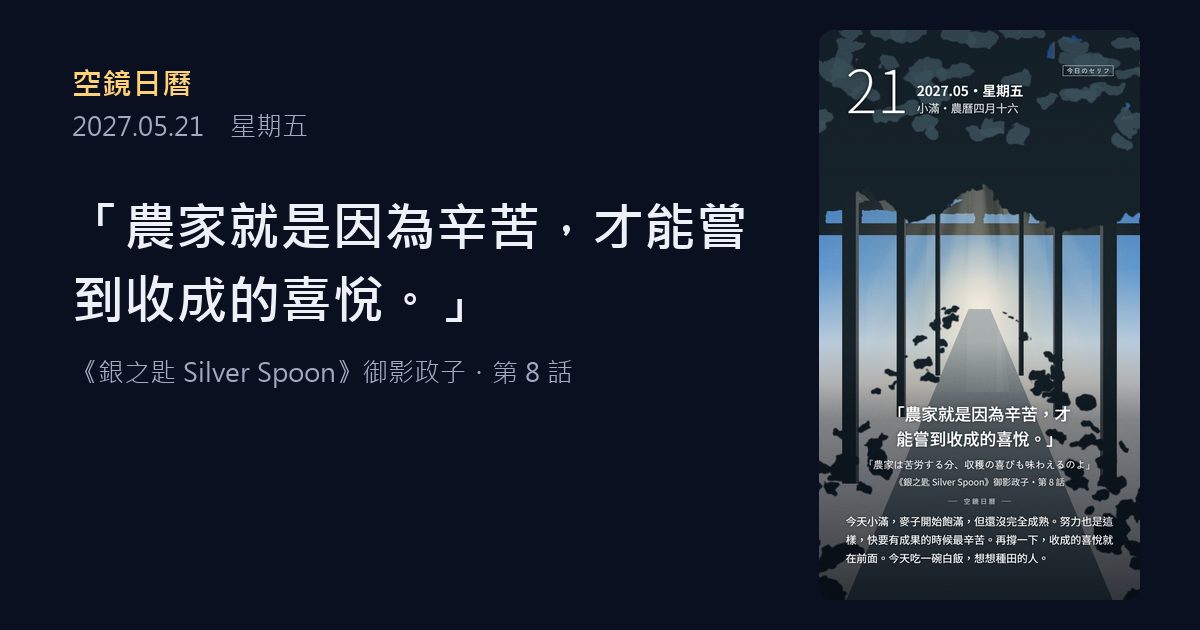 空鏡日曆
2027.05.21　星期五
「農家就是因為辛苦，才能嘗
到收成的喜悅。」
《銀之匙 Silver Spoon》御影政子・第 8 話
今日のセリフ
21
2027.05・星期五
小滿・農曆四月十六
「農家就是因為辛苦，才
能嘗到收成的喜悅。」
「農家は苦労する分、収穫の喜びも味わえるのよ」
《銀之匙 Silver Spoon》御影政子・第 8 話
— 空鏡日曆 —
今天小滿，麥子開始飽滿，但還沒完全成熟。努力也是這
樣，快要有成果的時候最辛苦。再撐一下，收成的喜悅就
在前面。今天吃一碗白飯，想想種田的人。